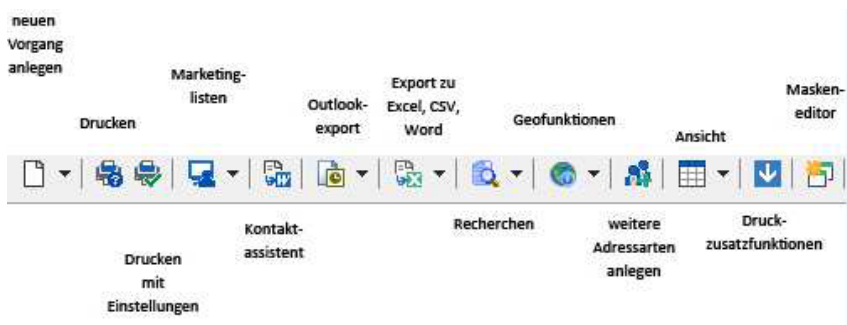 neuen
Vorgang
anlegen
Drucken
Marketing-
listen
Outlook-
export
Export zu
Excel, CSV,
Word
Geofunktionen
Ansicht
Masken-
editor
Drucken
mit
Einstellungen
Kontakt-
assistent
Recherchen
weitere
Adressarten
anlegen
Druck-
zusatzfunktionen